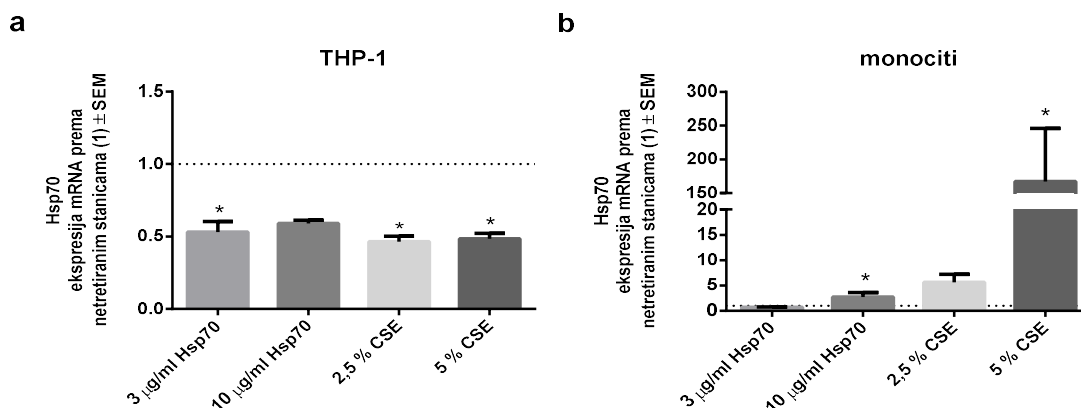 a
THP-1
Hsp70
ekspresija mRNA prema
netretiranim stanicama (1) ± SEM
1.5
1.0
0.5
0.0
*
*
*
3 µg/ml Hsp70
10 µg/ml Hsp70
2,5 % CSE
5 % CSE
b
monociti
Hsp70
ekspresija mRNA prema
netretiranim stanicama (1) ± SEM
300
250
200
150
20
15
10
5
0
*
*
3 µg/ml Hsp70
10 µg/ml Hsp70
2,5 % CSE
5 % CSE